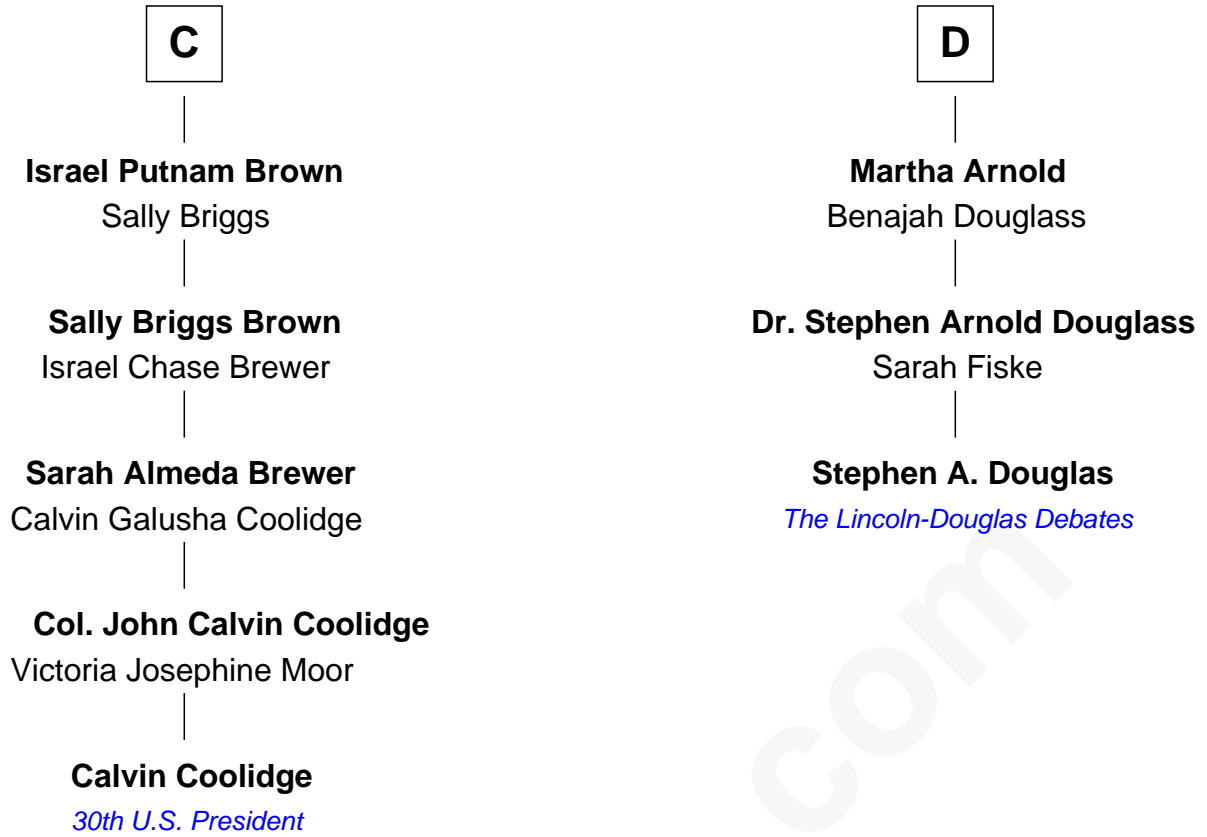 C
Israel Putnam Brown
Sally Briggs
Sally Briggs Brown
Israel Chase Brewer
Sarah Almeda Brewer
Calvin Galusha Coolidge
Col. John Calvin Coolidge
Victoria Josephine Moor
Calvin Coolidge
30th U.S. President
D
Martha Arnold
Benajah Douglass
Dr. Stephen Arnold Douglass
Sarah Fiske
Stephen A. Douglas
The Lincoln-Douglas Debates
com